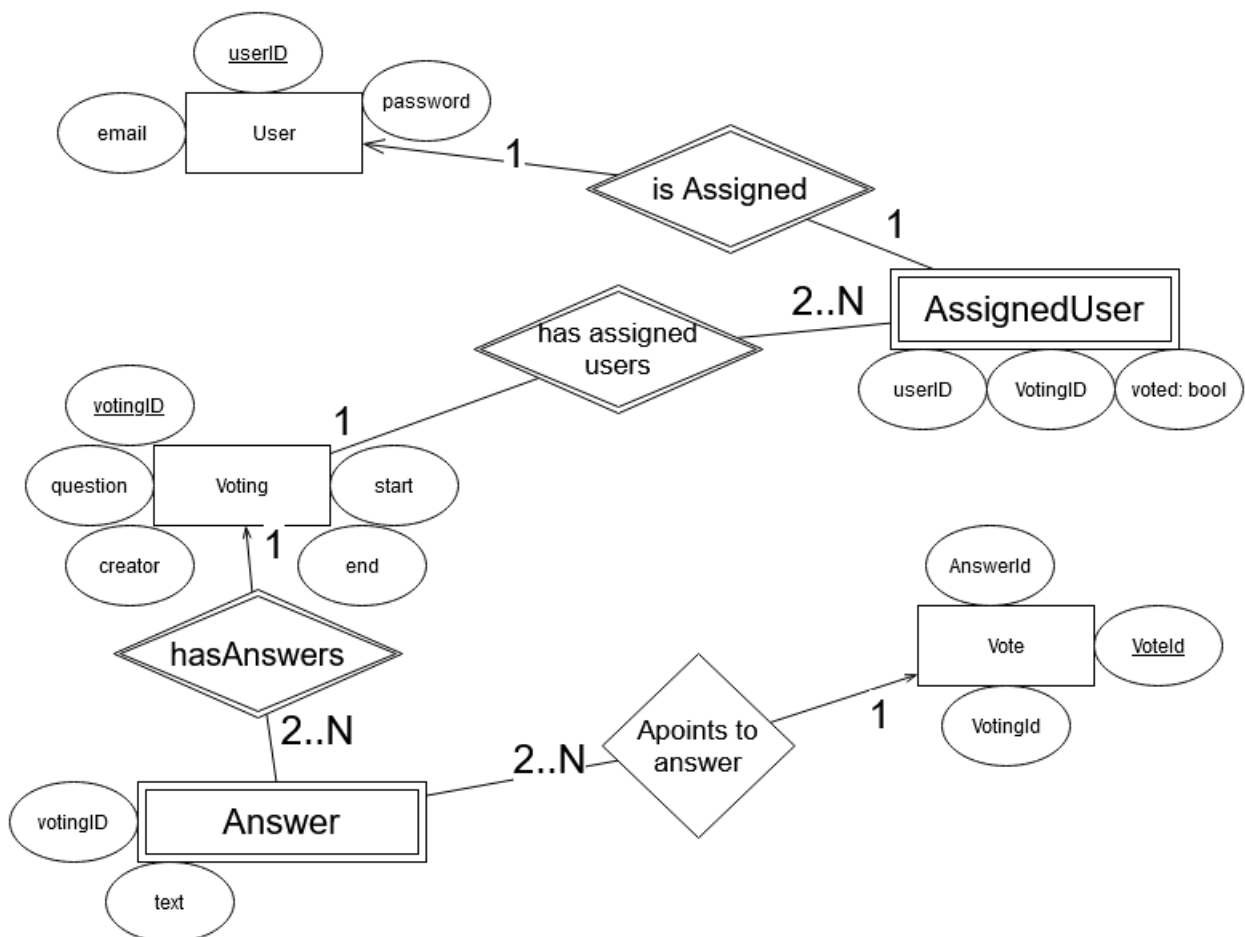 userID
email
User
password
1
is Assigned
1
2..N
AssignedUser
has assigned
users
userID
VotingID
voted: bool
votingID
1
question
Voting
start
creator
1
end
AnswerId
hasAnswers
Vote
VoteId
2..N
VotingId
1
Apoints to
answer
2..N
votingID
Answer
text